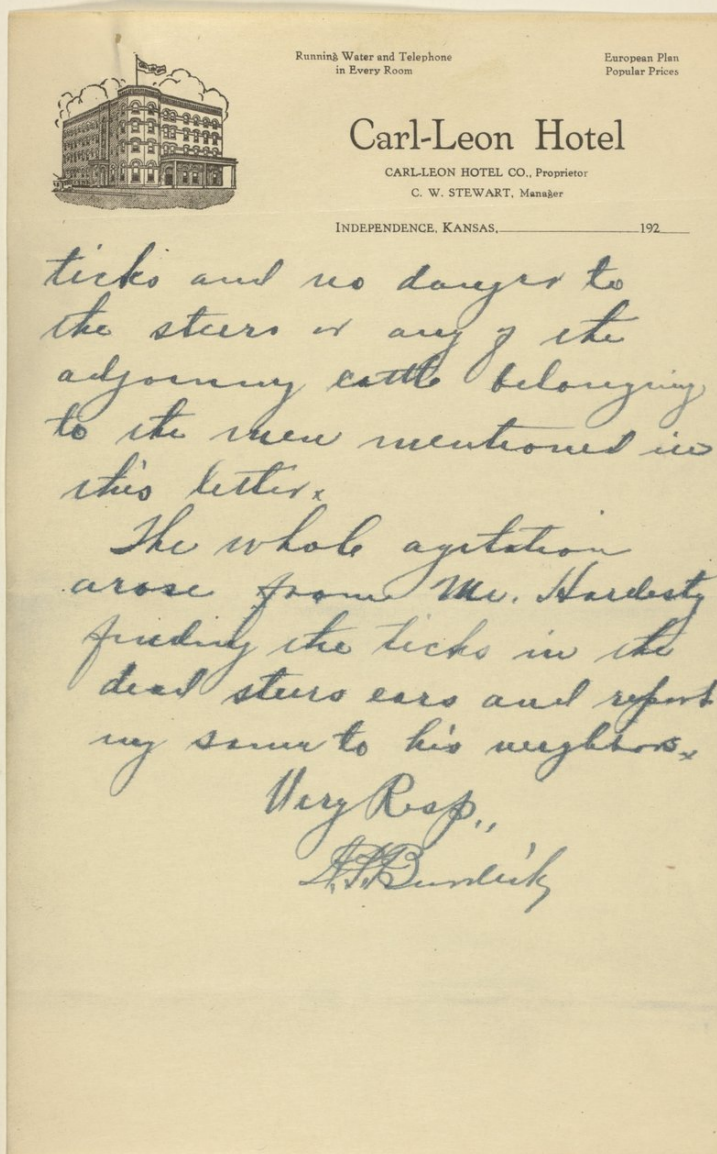 Running Water and Telephone
in Every Room
European Plan
Popular Prices
Carl-Leon Hotel
CARL-LEON HOTEL CO., Proprietor
C. W. STEWART, Manager
INDEPENDENCE, KANSAS, 192
ticks and no danger to
the steers or any of the
adjoining cattle belonging
to the men mentioned in
this letter.
The whole agitation
arose from Mr. Hardesty
finding the ticks in the
dead steers ears and report
ing same to his neighbors.
Very Resp.,
Burdick